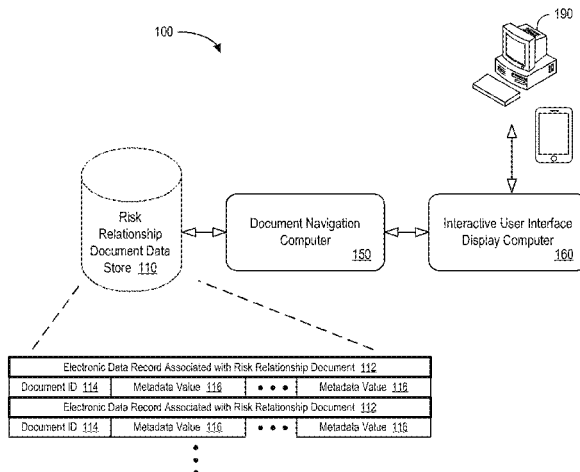 190
100
Risk
Relationship
Document Data
Store 110
Document Navigation
Computer
150
Interactive User Interface
Display Computer
160
Electronic Data Record Associated with Risk Relationship Document 112
Document ID 114 Metadata Value 116 • • • Metadata Value 116
Electronic Data Record Associated with Risk Relationship Document 112
Document ID 114 Metadata Value 116 • • • Metadata Value 116